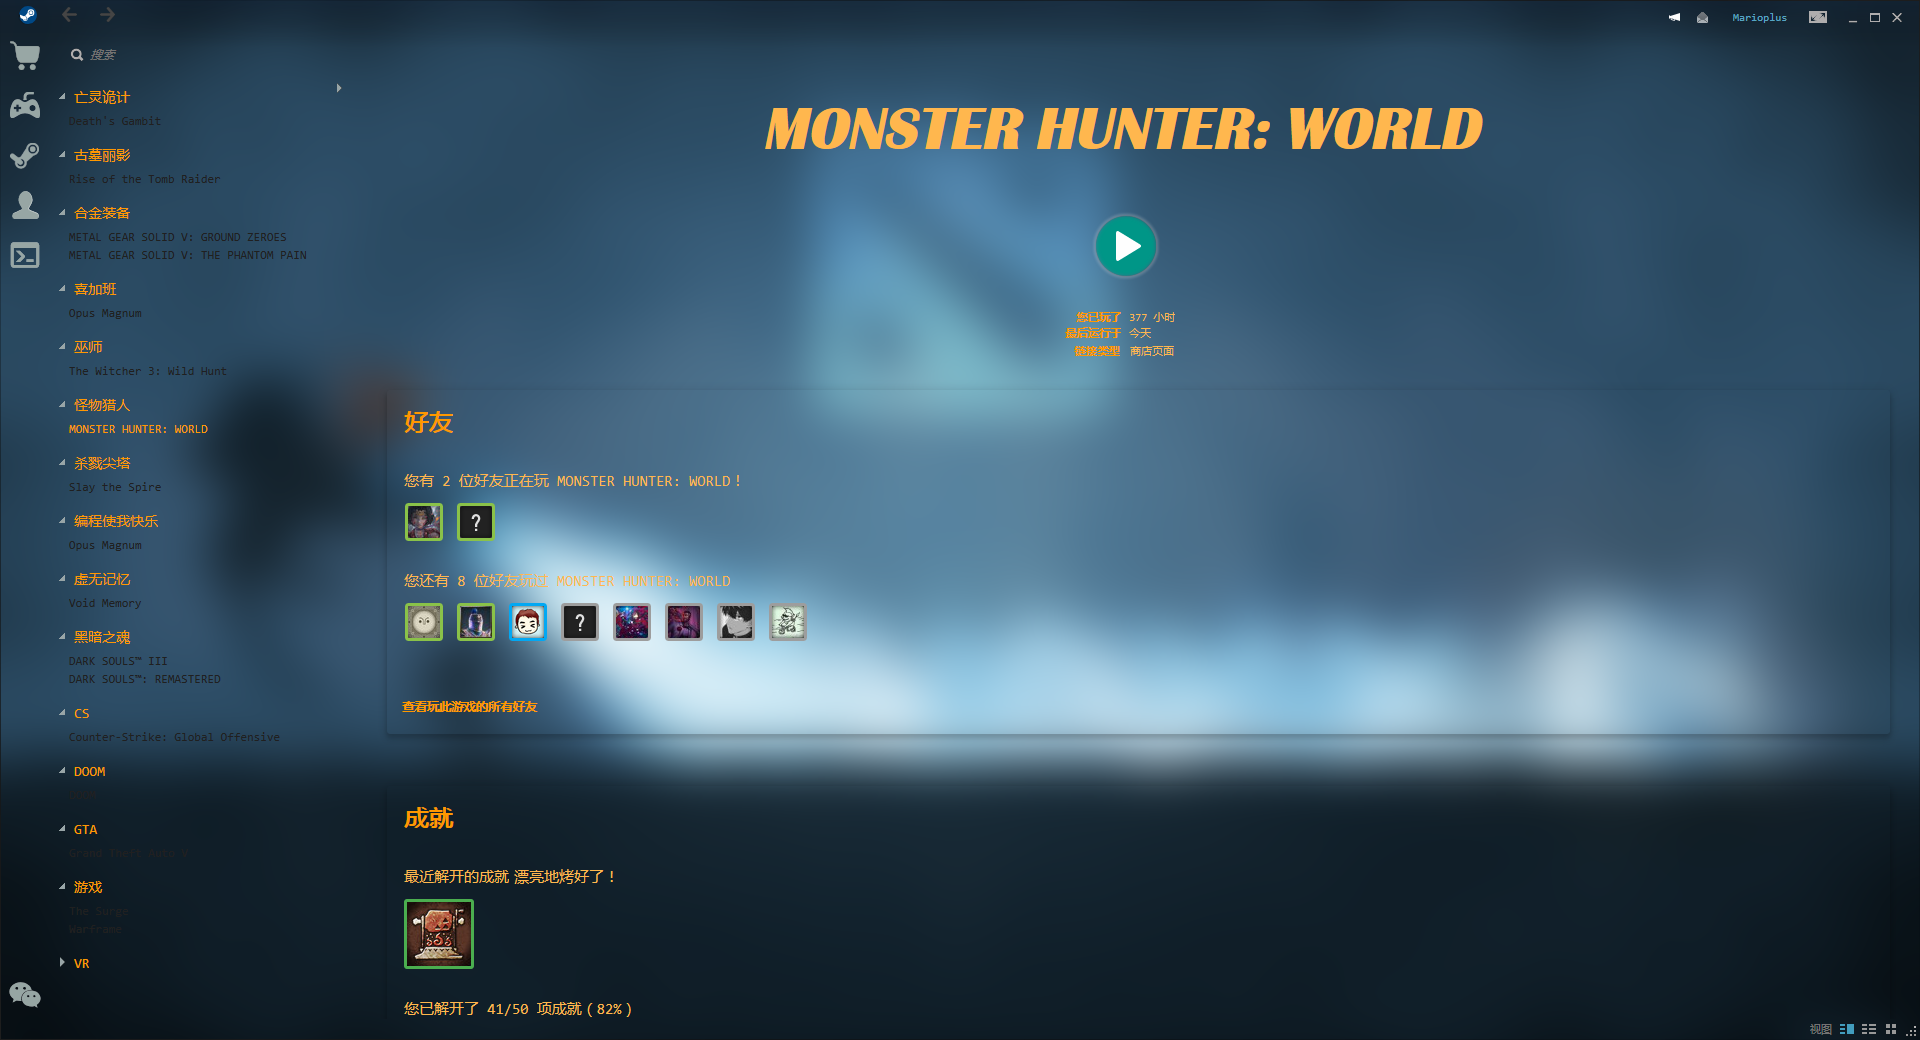 Marioplus
搜索
亡灵诡计
Death's Gambit
古墓丽影
Rise of the Tomb Raider
合金装备
METAL GEAR SOLID V: GROUND ZEROES
METAL GEAR SOLID V: THE PHANTOM PAIN
喜加班
Opus Magnum
巫师
The Witcher 3: Wild Hunt
怪物猎人
MONSTER HUNTER: WORLD
杀戮尖塔
Slay the Spire
编程使我快乐
Opus Magnum
虚无记忆
Void Memory
黑暗之魂
DARK SOULS™ III
DARK SOULS™: REMASTERED
CS
Counter-Strike: Global Offensive
DOOM
GTA
Grand Theft Auto V
游戏
The Surge
Warframe
VR
MONSTER HUNTER: WORLD
您已玩了 377 小时
最后运行于 今天
链接类型 商店页面
好友
您有 2 位好友正在玩 MONSTER HUNTER: WORLD！
?
您还有 8 位好友玩过 MONSTER HUNTER: WORLD
?
查看玩此游戏的所有好友
成就
最近解开的成就 漂亮地烤好了！
您已解开了 41/50 项成就（82%）
视图